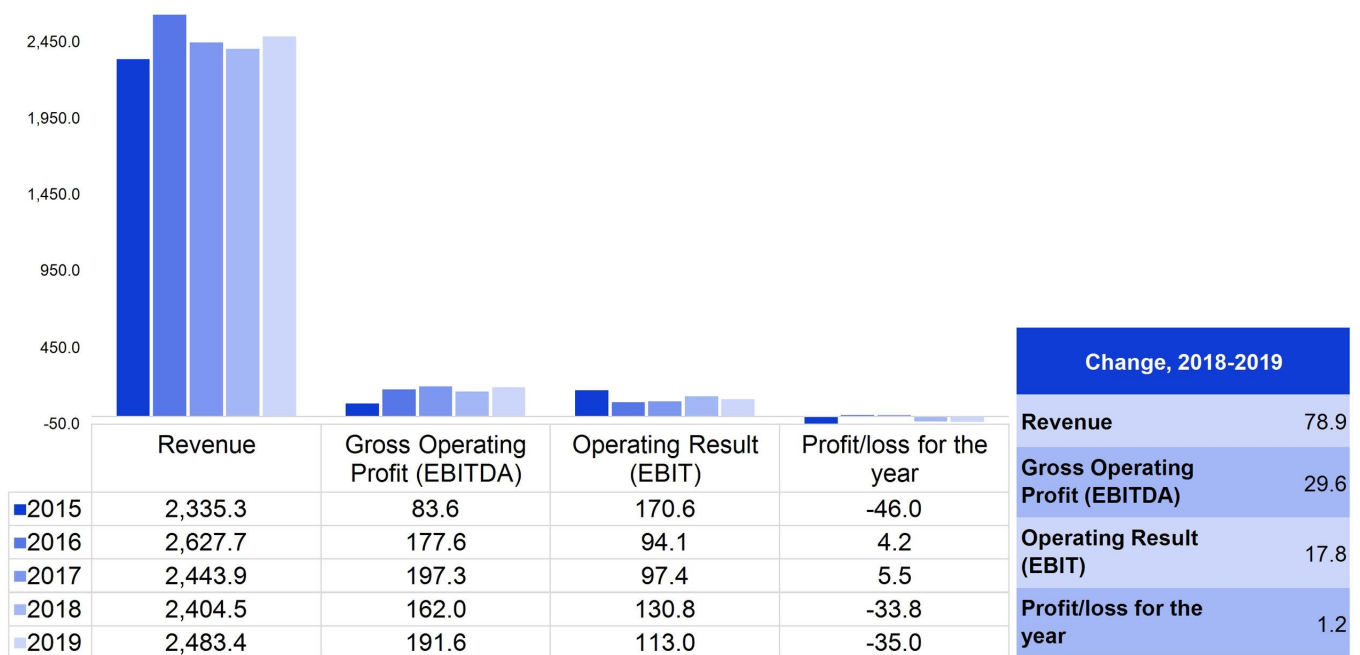 2,450.0
1,950.0
1,450.0
950.0
450.0
-50.0
Revenue
Gross Operating
Profit (EBITDA)
Operating Result
(EBIT)
Profit/loss for the
year
2015 2,335.3 83.6 170.6 -46.0
2016 2,627.7 177.6 94.1 4.2
2017 2,443.9 197.3 97.4 5.5
2018 2,404.5 162.0 130.8 -33.8
2019 2,483.4 191.6 113.0 -35.0
Change, 2018-2019
Revenue 78.9
Gross Operating
Profit (EBITDA) 29.6
Operating Result
(EBIT) 17.8
Profit/loss for the
year 1.2